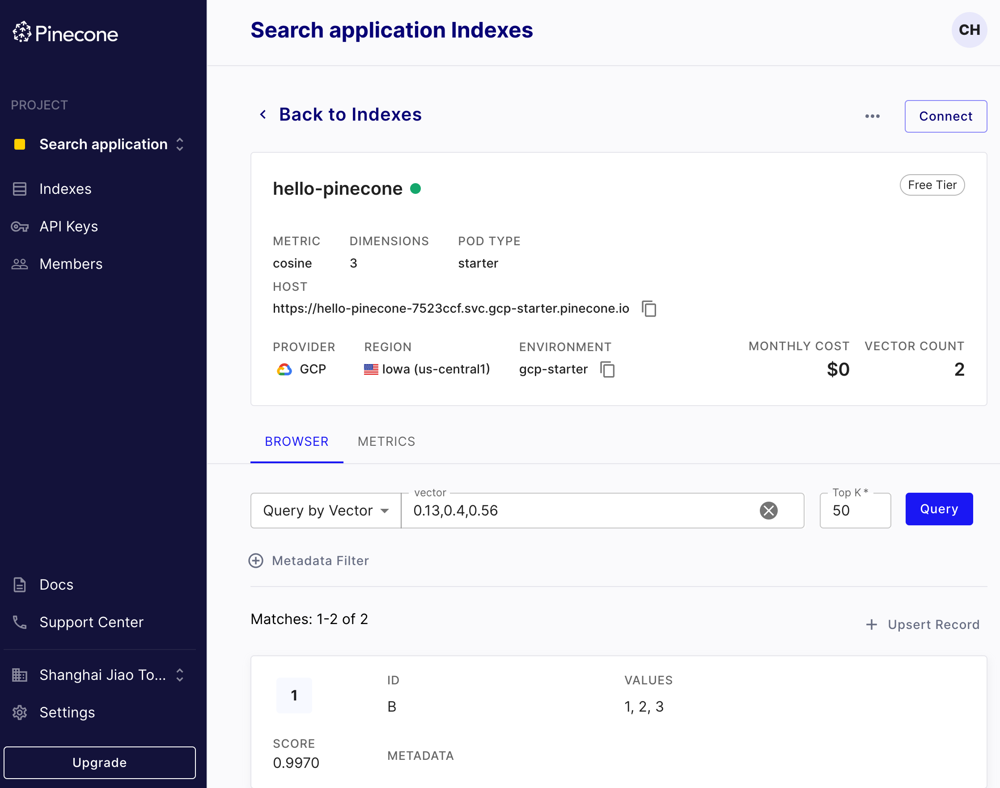 Pinecone
PROJECT
Search application
Indexes
API Keys
Members
Docs
Support Center
Shanghai Jiao To...
Settings
Upgrade
Search application Indexes
CH
Back to Indexes
Connect
hello-pinecone
Free Tier
METRIC DIMENSIONS POD TYPE
cosine 3 starter
HOST
https://hello-pinecone-7523ccf.svc.gcp-starter.pinecone.io
PROVIDER REGION ENVIRONMENT MONTHLY COST VECTOR COUNT
GCP Iowa (us-central1) gcp-starter $0 2
BROWSER METRICS
vector Top K*
Query by Vector 0.13,0.4,0.56 50 Query
Metadata Filter
Matches: 1-2 of 2
+ Upsert Record
ID VALUES
1
B 1, 2, 3
SCORE
METADATA
0.9970